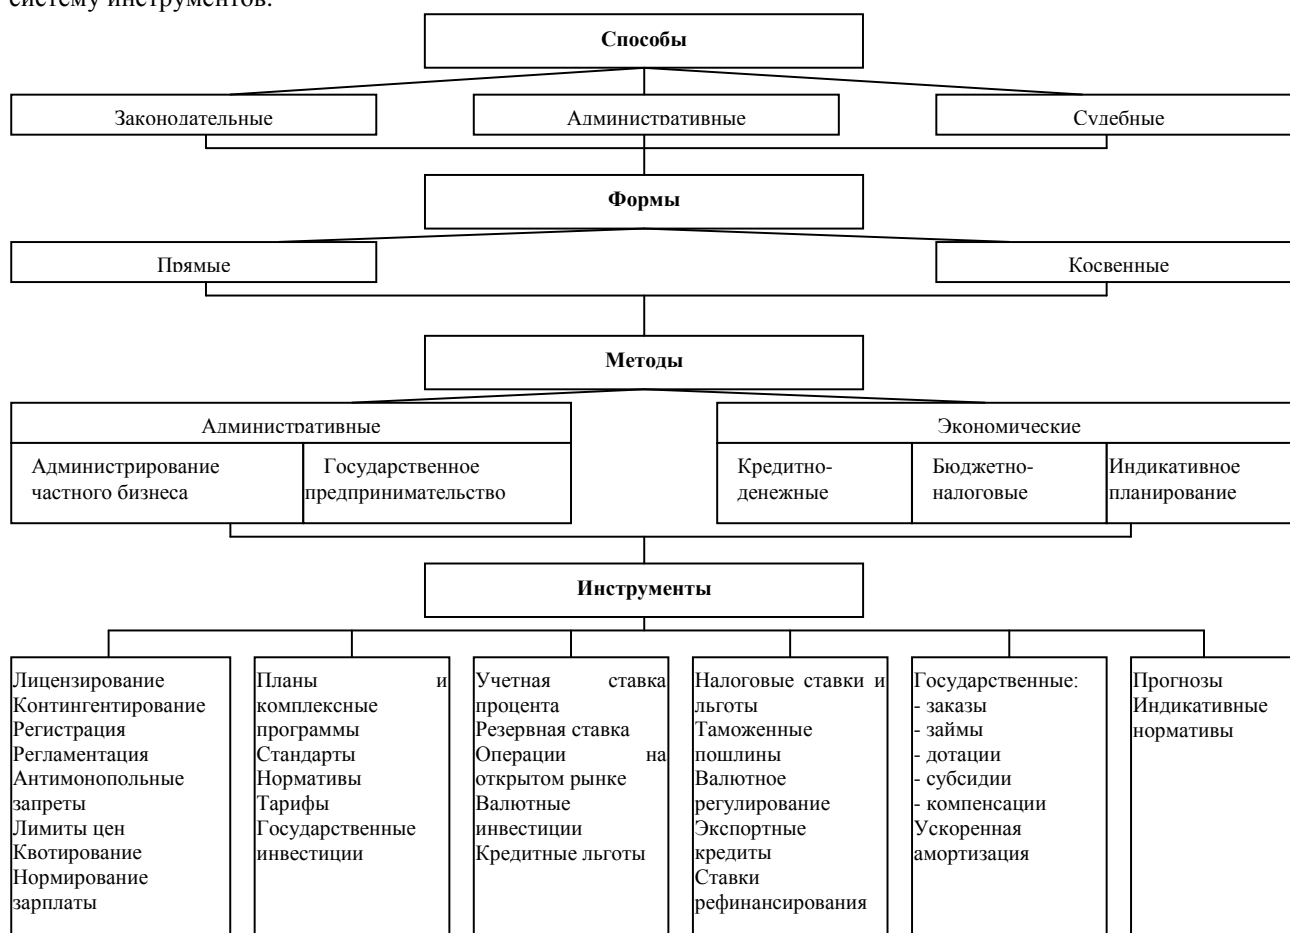 систему инструментов.
Способы
Законодательные
Административные
Судебные
Формы
Прямые
Косвенные
Методы
Административные
Экономические
Администрирование
частного бизнеса
Государственное
предпринимательство
Кредитно-
денежные
Бюджетно-
налоговые
Индикативное
планирование
Инструменты
Лицензирование
Контингентирование
Регистрация
Регламентация
Антимонопольные
запреты
Лимиты цен
Квотирование
Нормирование
зарплаты
Планы и
комплексные
программы
Стандарты
Нормативы
Тарифы
Государственные
инвестиции
Учетная ставка
процента
Резервная ставка
Операции на
открытом рынке
Валютные
инвестиции
Кредитные льготы
Налоговые ставки и
льготы
Таможенные
пошлины
Валютное
регулирование
Экспортные
кредиты
Ставки
рефинансирования
Государственные:
- заказы
- займы
- дотации
- субсидии
- компенсации
Ускоренная
амортизация
Прогнозы
Индикативные
нормативы